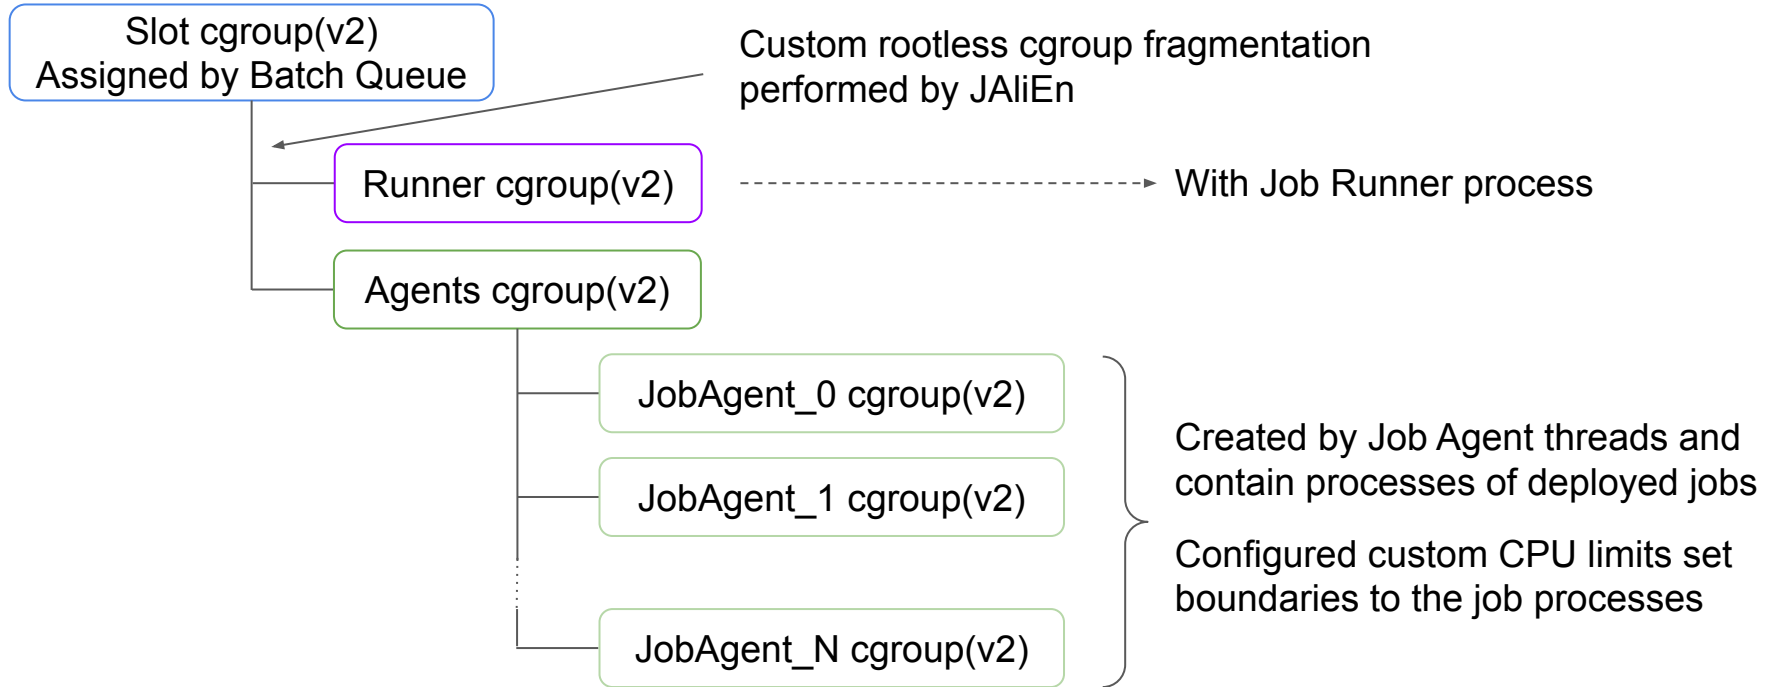 Slot cgroup(v2)
Assigned by Batch Queue
Custom rootless cgroup fragmentation
performed by JAliEn
Runner cgroup(v2)
With Job Runner process
Agents cgroup(v2)
JobAgent_0 cgroup(v2)
JobAgent_1 cgroup(v2)
JobAgent_N cgroup(v2)
Created by Job Agent threads and
contain processes of deployed jobs
Configured custom CPU limits set
boundaries to the job processes